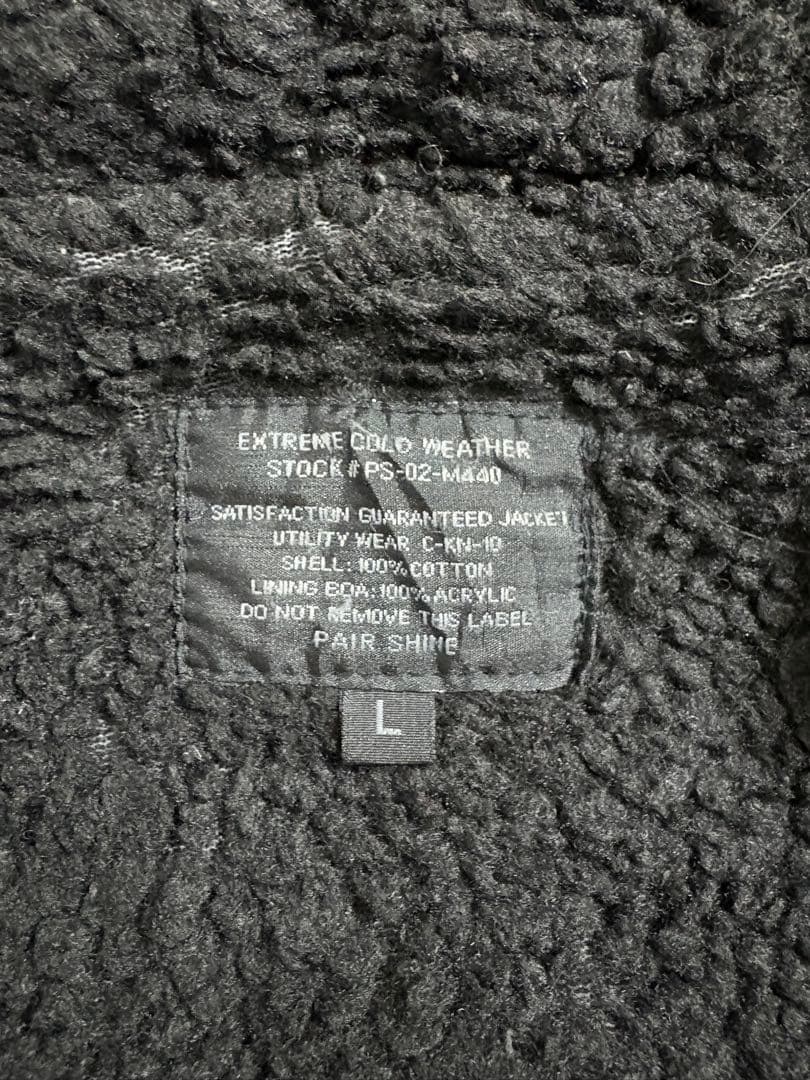 EXTREME COLD WEATHER
STOCK# PS-02-M440
SATISFACTION GUARANTEED JACKET
UTILITY WEAR C-KN-10
SHELL: 100% COTTON
LINING BOA: 100% ACRYLIC
DO NOT REMOVE THIS LABEL
PAIR SHINE
L